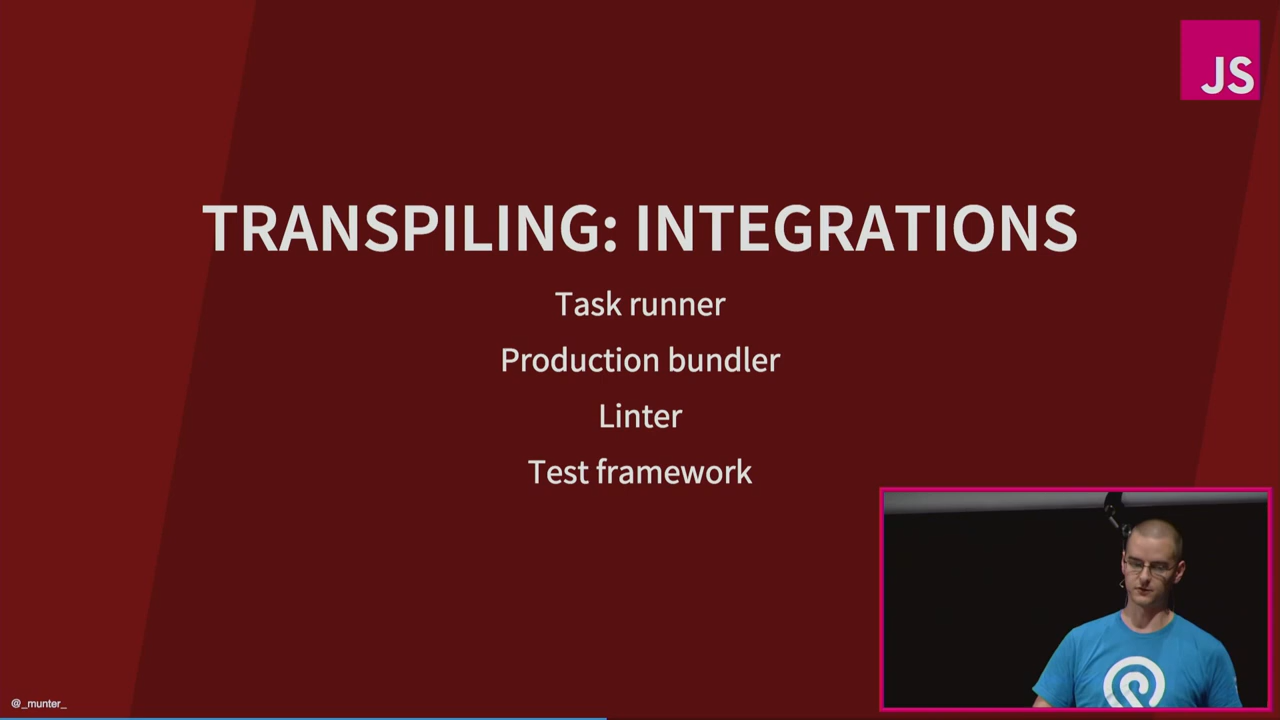 JS
TRANSPILING: INTEGRATIONS
Task runner
Production bundler
Linter
Test framework
@_munter_